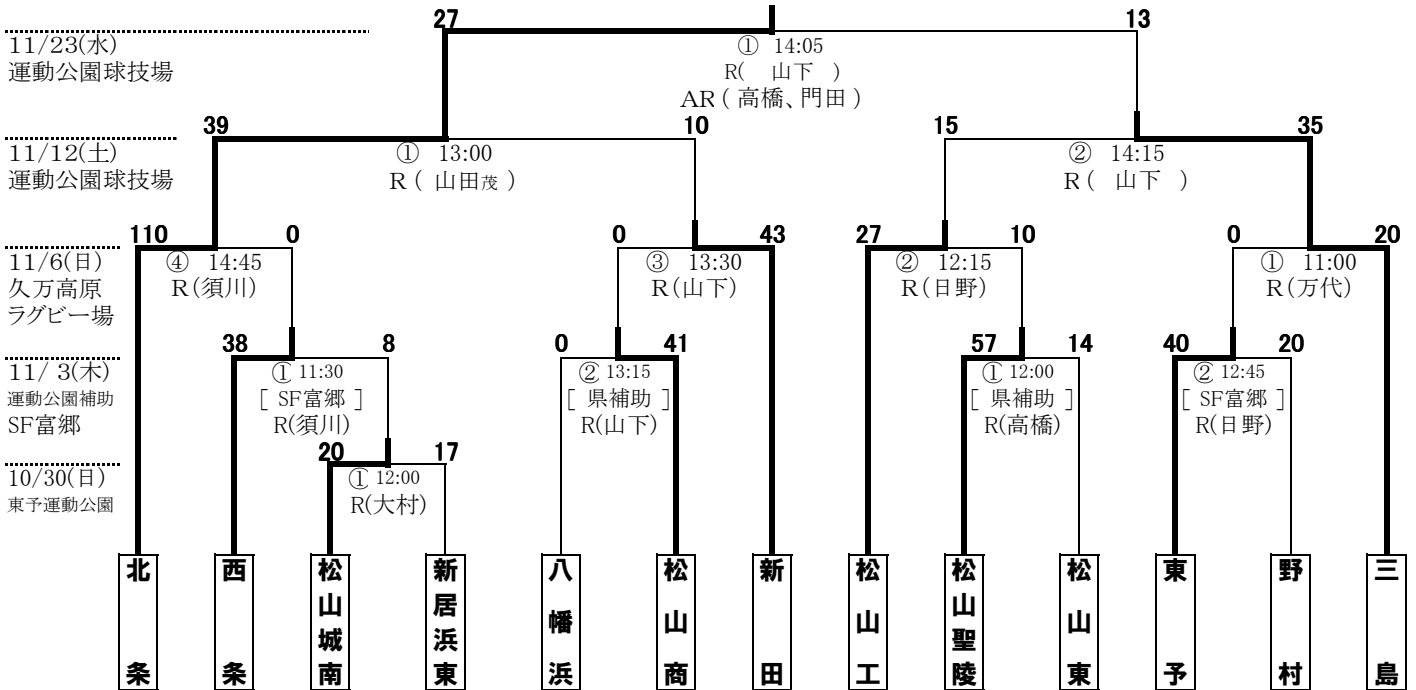 27 13
11/23(水)
運動公園球技場
① 14:05
R( 山下 )
AR ( 高橋、門田 )
39 10 15 35
11/12(土)
運動公園球技場
① 13:00
R ( 山田茂 )
② 14:15
R ( 山下 )
110 0 0 43 27 10 0 20
11/6(日)
久万高原
ラグビー場
④ 14:45
R(須川)
③ 13:30
R(山下)
② 12:15
R(日野)
① 11:00
R(万代)
38 8 0 41 57 14 40 20
11/ 3(木)
運動公園補助
SF富郷
① 11:30
[ SF富郷 ]
R(須川)
② 13:15
[ 県補助 ]
R(山下)
① 12:00
[ 県補助 ]
R(高橋)
② 12:45
[ SF富郷 ]
R(日野)
20 17
10/30(日)
東予運動公園
① 12:00
R(大村)
北条
西条
松山城南
新居浜東
八幡浜
松山商
新田
松山工
松山聖陵
松山東
東予
野村
三島